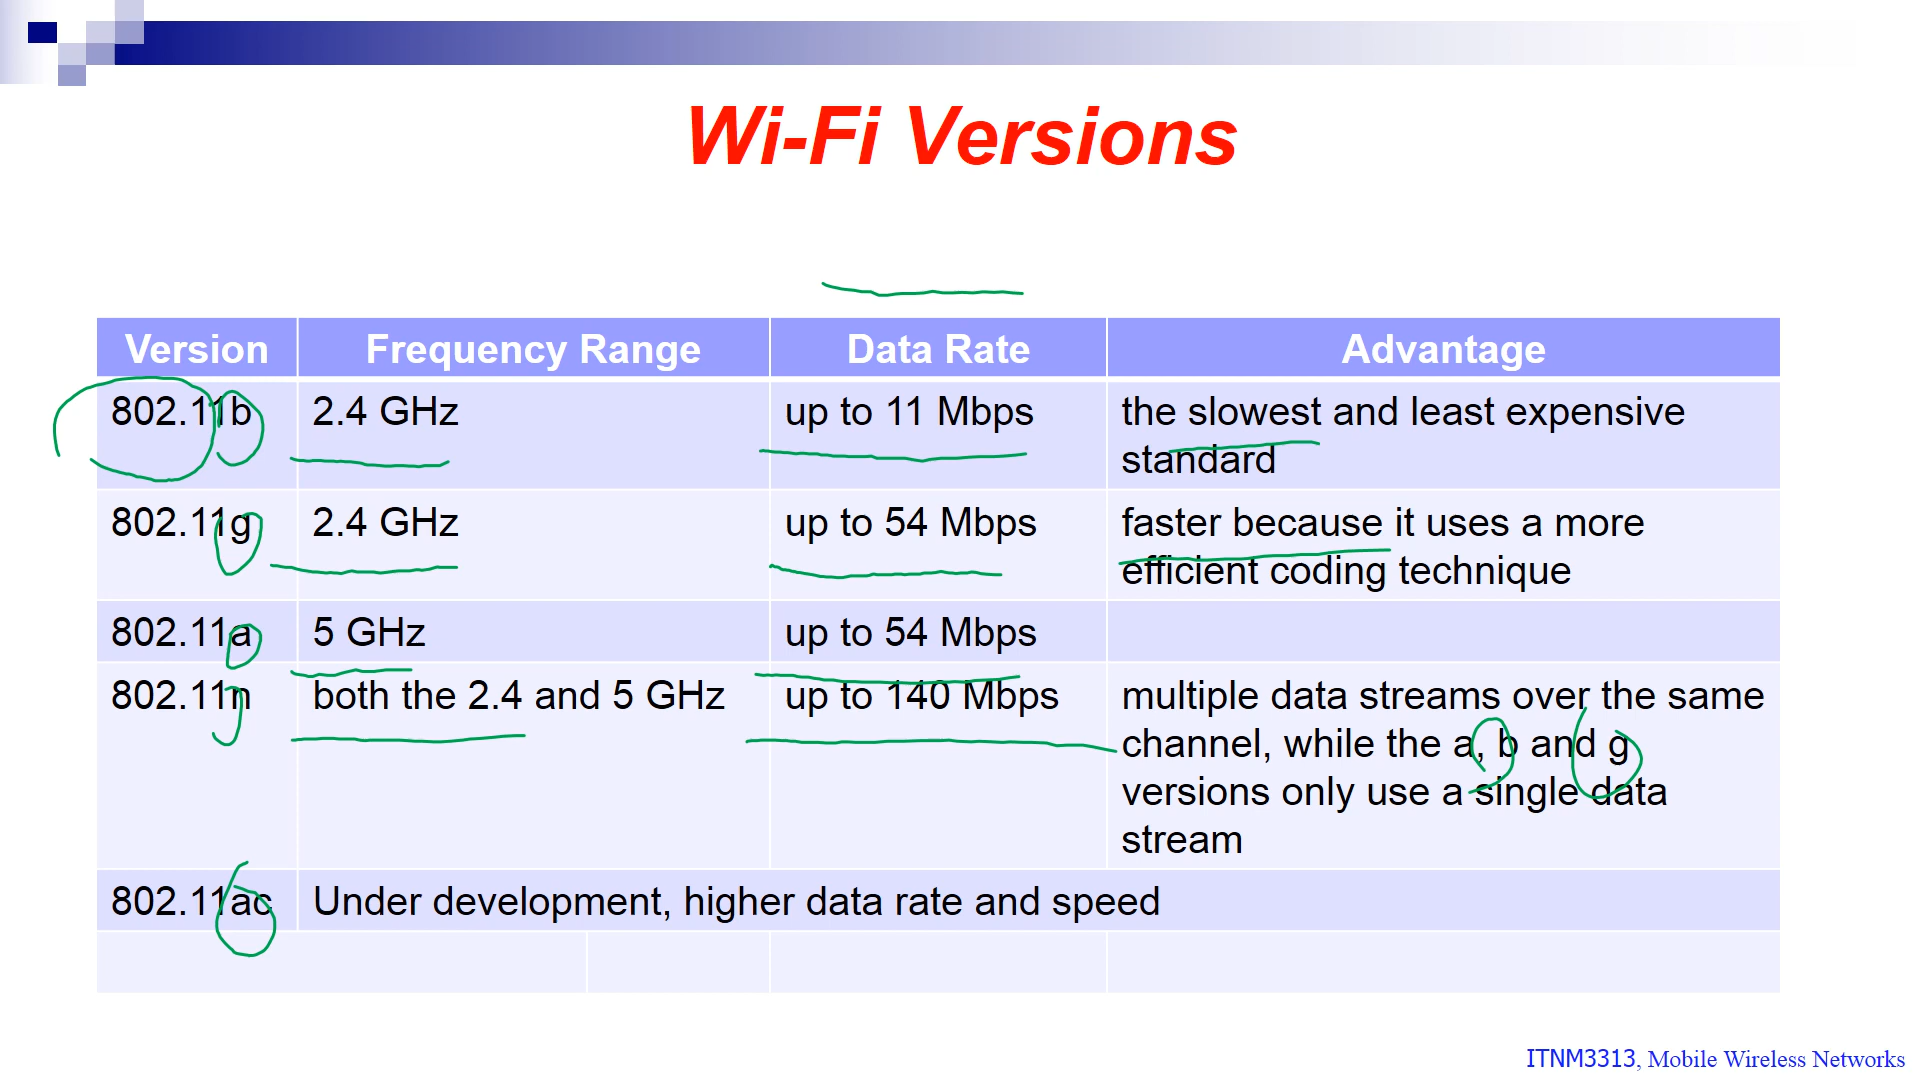 Wi-Fi Versions
Version Frequency Range Data Rate Advantage
802.11b 2.4 GHz up to 11 Mbps the slowest and least expensive
standard
802.11g 2.4 GHz up to 54 Mbps faster because it uses a more
efficient coding technique
802.11a 5 GHz up to 54 Mbps
802.11n both the 2.4 and 5 GHz up to 140 Mbps multiple data streams over the same
channel, while the a, b and g
versions only use a single data
stream
802.11ac Under development, higher data rate and speed
ITNM3313, Mobile Wireless Networks